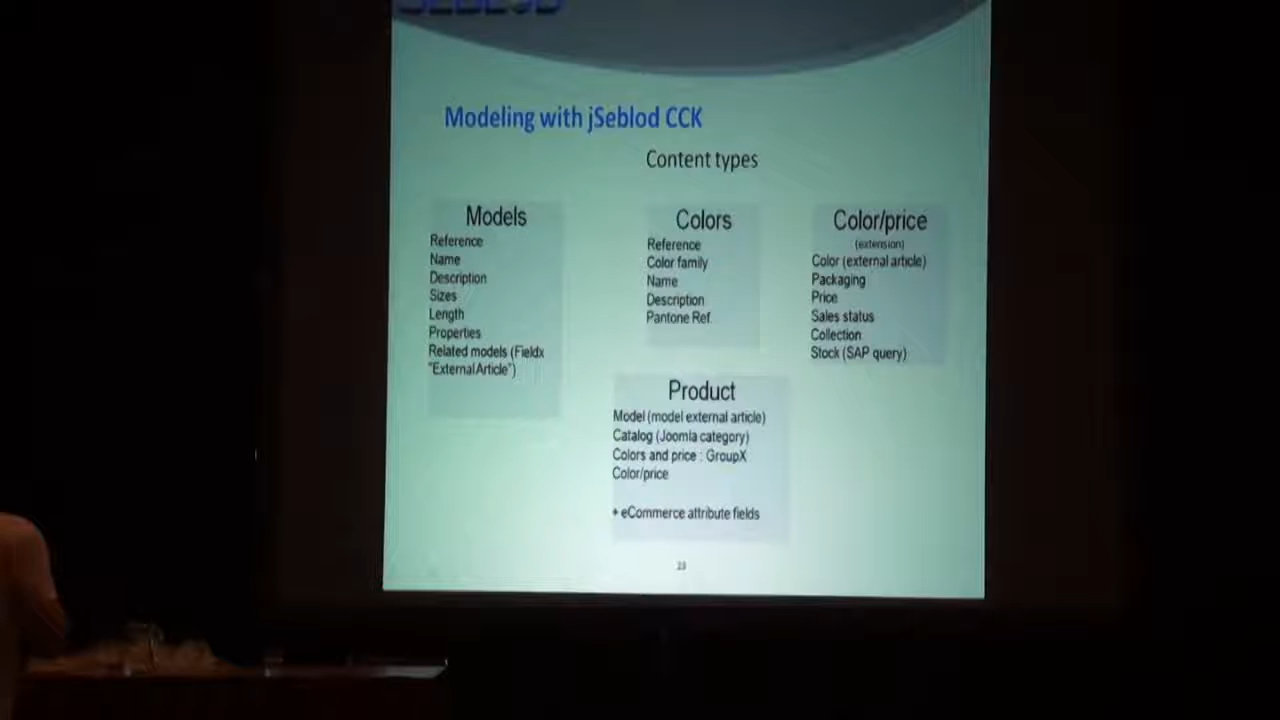 Modeling with jSeblod CCK
Content types
Models
Reference
Name
Description
Sizes
Length
Properties
Related models (Fieldx
"External Article")
Colors
Reference
Color family
Name
Description
Pantone Ref.
Color/price
(extension)
Color (external article)
Packaging
Price
Sales status
Collection
Stock (SAP query)
Product
Model (model external article)
Catalog (Joomla category)
Colors and price : GroupX
Color/price
+ eCommerce attribute fields
23